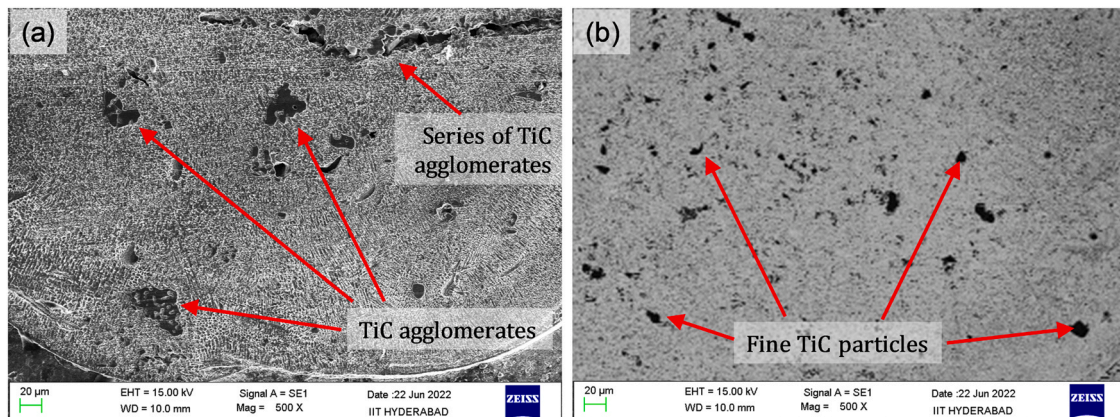 (a)
Series of TiC
agglomerates
TiC agglomerates
20 µm
EHT = 15.00 kV
Signal A = SE1
Date :22 Jun 2022
WD = 10.0 mm
Mag = 500 X
IIT HYDERABAD
ZEISS
(b)
Fine TiC particles
20 µm
EHT = 15.00 kV
Signal A = SE1
Date :22 Jun 2022
WD = 10.0 mm
Mag = 500 X
IIT HYDERABAD
ZEISS